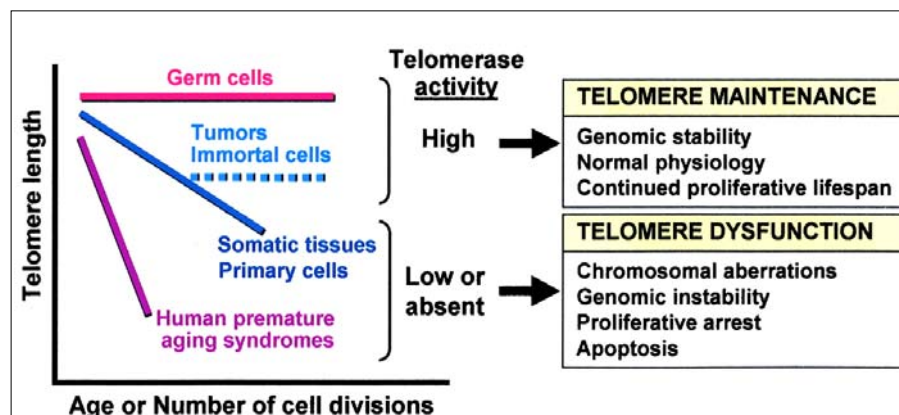 Telomere length
Germ cells
Tumors
Immortal cells
Somatic tissues
Primary cells
Human premature
aging syndromes
Age or Number of cell divisions
Telomerase
activity
High
Low or
absent
TELOMERE MAINTENANCE
Genomic stability
Normal physiology
Continued proliferative lifespan
TELOMERE DYSFUNCTION
Chromosomal aberrations
Genomic instability
Proliferative arrest
Apoptosis